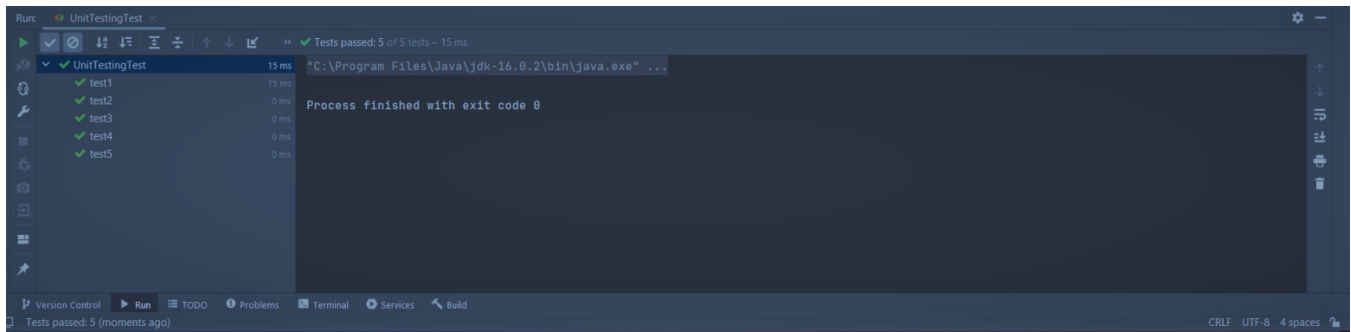 Run: UnitTestingTest ×
Tests passed: 5 of 5 tests – 15 ms
UnitTestingTest 15 ms
test1 15 ms
test2 0 ms
test3 0 ms
test4 0 ms
test5 0 ms
"C:\Program Files\Java\jdk-16.0.2\bin\java.exe" ...
Process finished with exit code 0
Version Control Run TODO Problems Terminal Services Build
Tests passed: 5 (moments ago) CRLF UTF-8 4 spaces